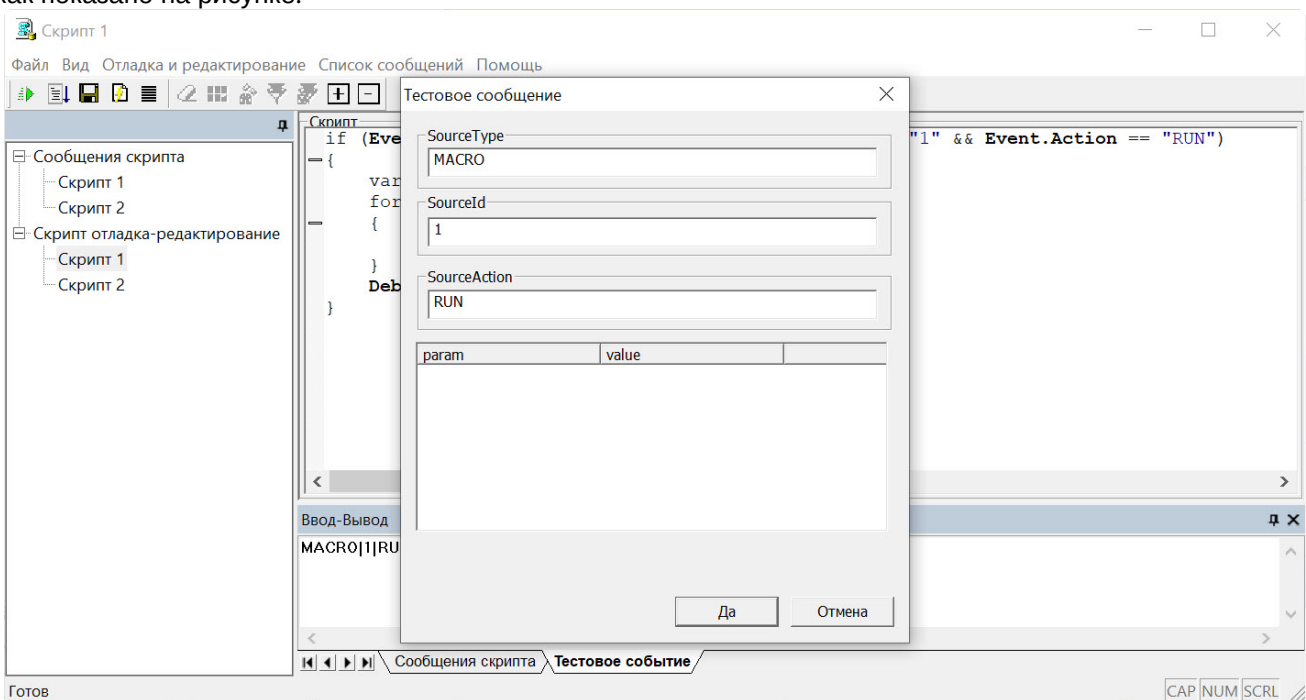 как показано на рисунке.
Скрипт 1
Файл Вид Отладка и редактирование Список сообщений Помощь
Тестовое сообщение
Сообщения скрипта
Скрипт 1
Скрипт 2
Скрипт отладка-редактирование
Скрипт 1
Скрипт 2
Скрипт
if (Eve "1" && Event.Action == "RUN")
{
var
for
{
}
Deb
}
SourceType
MACRO
SourceId
1
SourceAction
RUN
param value
Да Отмена
Ввод-Вывод
MACRO|1|RU
Сообщения скрипта Тестовое событие
Готов CAP NUM SCRL